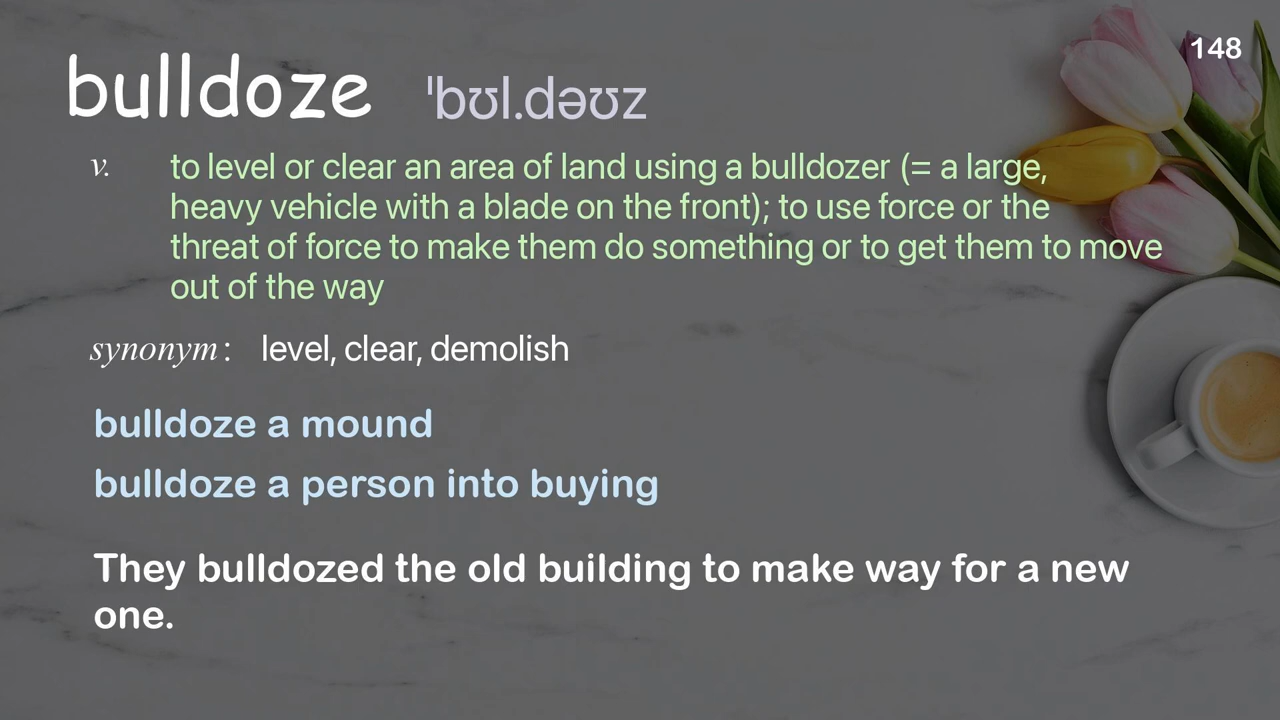 148
bulldoze ˈbʊl.dəʊz
v. to level or clear an area of land using a bulldozer (= a large,
heavy vehicle with a blade on the front); to use force or the
threat of force to make them do something or to get them to move
out of the way
synonym: level, clear, demolish
bulldoze a mound
bulldoze a person into buying
They bulldozed the old building to make way for a new
one.